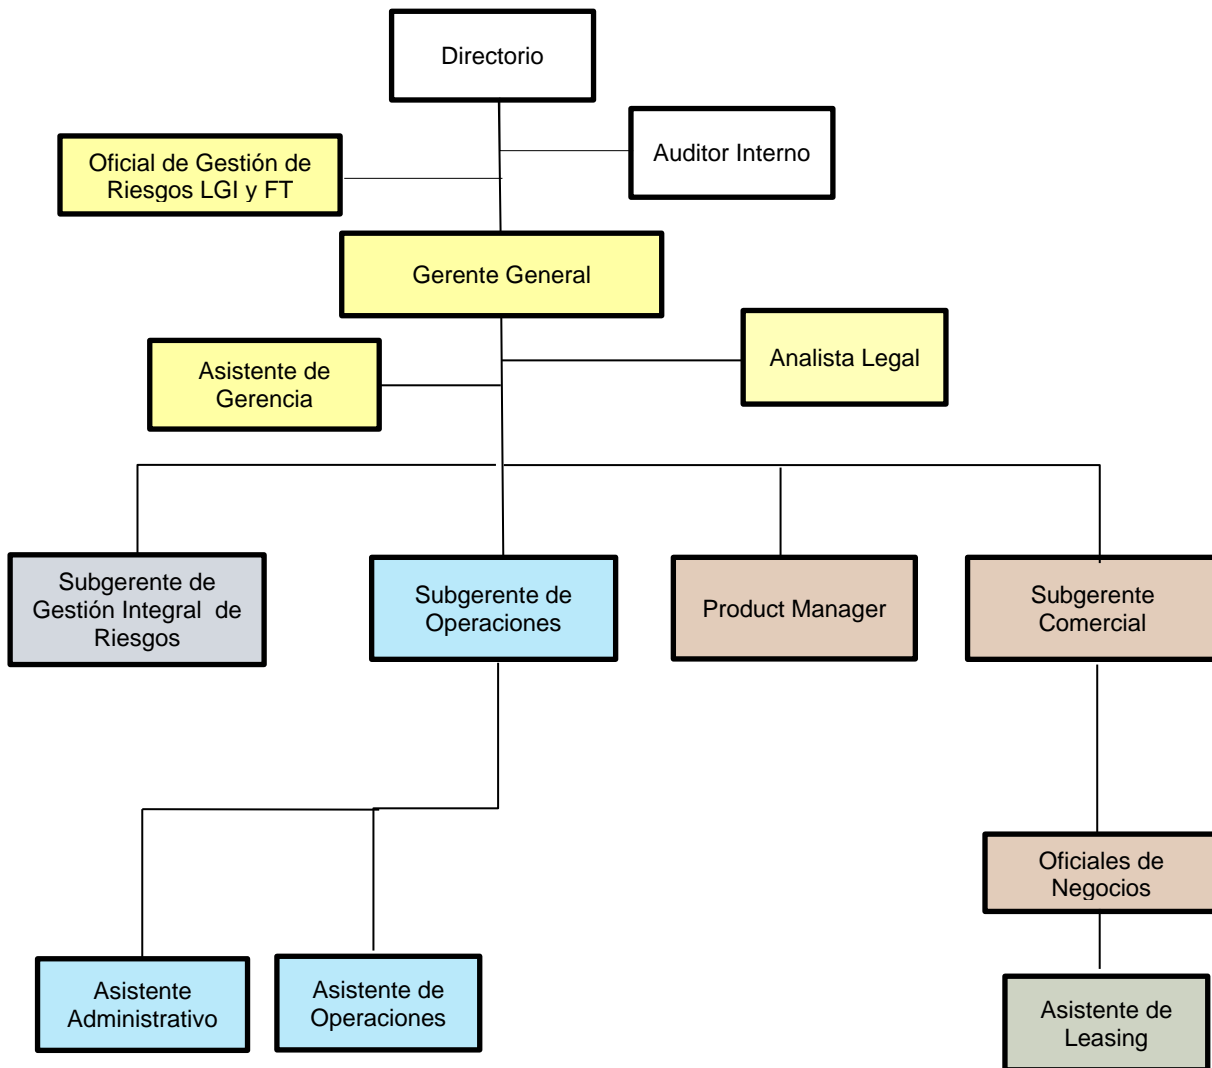 Directorio
Auditor Interno
Oficial de Gestión de
Riesgos LGI y FT
Gerente General
Analista Legal
Asistente de
Gerencia
Subgerente de
Gestión Integral  de
Riesgos
Subgerente de
Operaciones
Product Manager
Subgerente
Comercial
Oficiales de
Negocios
Asistente
Administrativo
Asistente de
Operaciones
Asistente de
Leasing